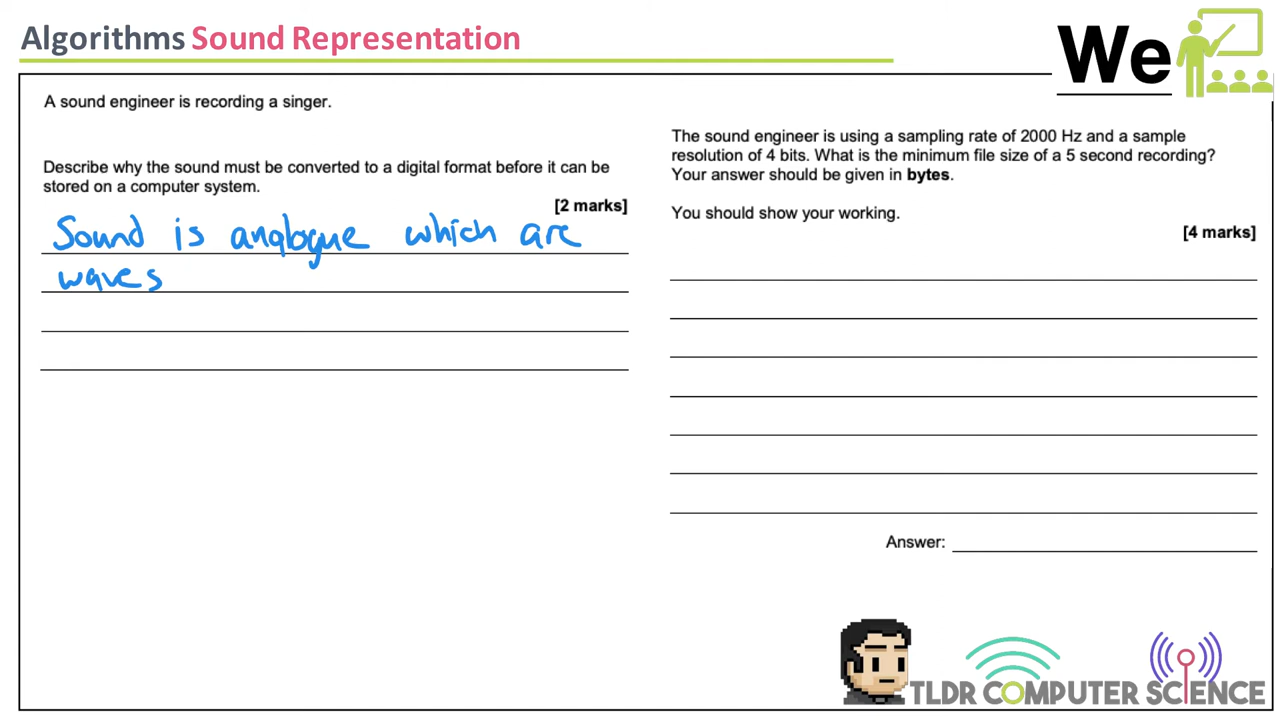 Algorithms Sound Representation
We
A sound engineer is recording a singer.
Describe why the sound must be converted to a digital format before it can be
stored on a computer system.
[2 marks]
Sound is analogue which are
waves
The sound engineer is using a sampling rate of 2000 Hz and a sample
resolution of 4 bits. What is the minimum file size of a 5 second recording?
Your answer should be given in bytes.
You should show your working.
[4 marks]
Answer:
TLDR COMPUTER SCIENCE